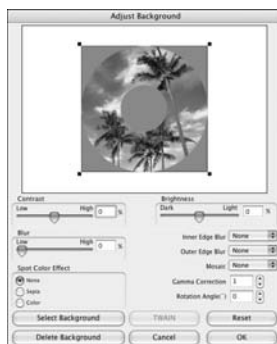 Adjust Background
Contrast
Low High 0 %
Blur
Low High 0 %
Spot Color Effect
None
Sepia
Color
Brightness
Dark Light 0 %
Inner Edge Blur None
Outer Edge Blur None
Mosaic None
Gamma Correction 1
Rotation Angle(°) 0
Select Background TWAIN Reset
Delete Background Cancel OK